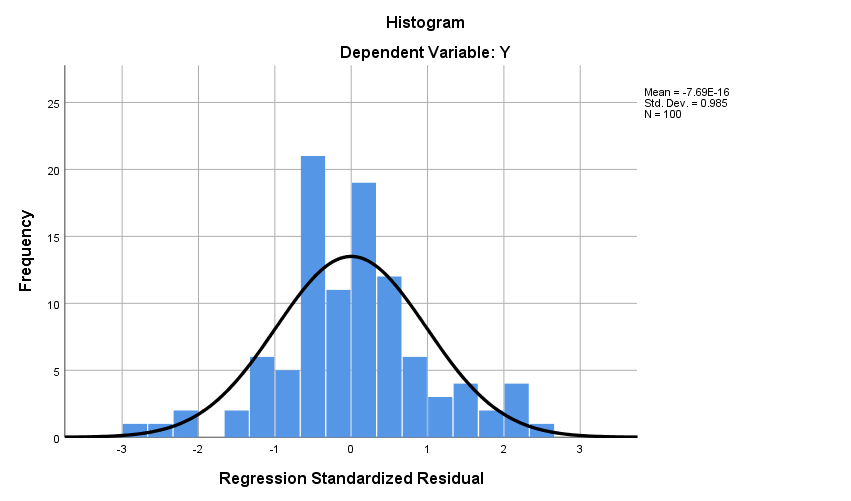 Histogram
Dependent Variable: Y
Mean = -7.69E-16
Std. Dev. = 0.985
N = 100
Frequency
25
20
15
10
5
0
-3 -2 -1 0 1 2 3
Regression Standardized Residual